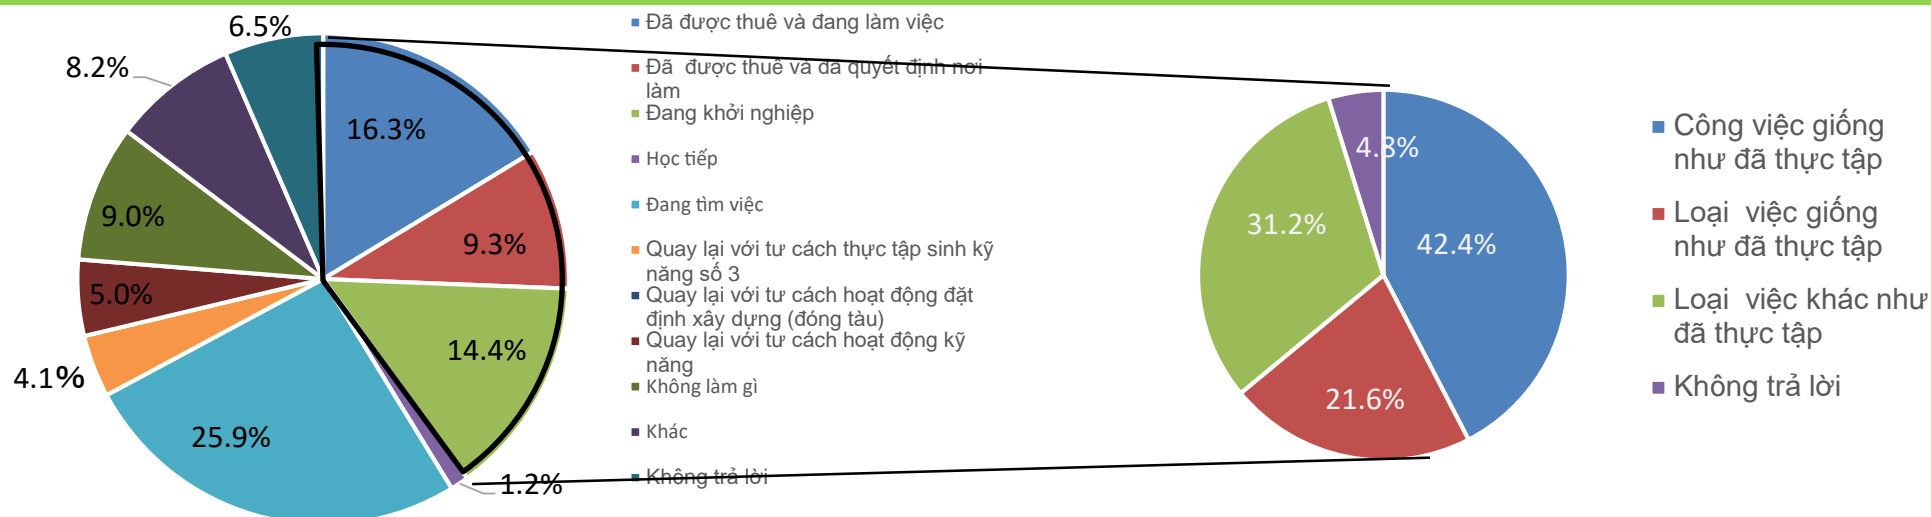 6.5%
8.2%
16.3%
9.0%
9.3%
5.0%
14.4%
4.1%
25.9%
1.2%
Đã được thuê và đang làm việc
Đã  được thuê và đã quyết định nơi
làm
Đang khởi nghiệp
Học tiếp
Đang tìm việc
Quay lại với tư cách thực tập sinh kỹ
năng số 3
Quay lại với tư cách hoạt động đặt
định xây dựng (đóng tàu)
Quay lại với tư cách hoạt động kỹ
năng
Không làm gì
Khác
Không trả lời
4.8%
31.2%
42.4%
21.6%
Công việc giống
như đã thực tập
Loại  việc giống
như đã thực tập
Loại  việc khác như
đã thực tập
Không trả lời